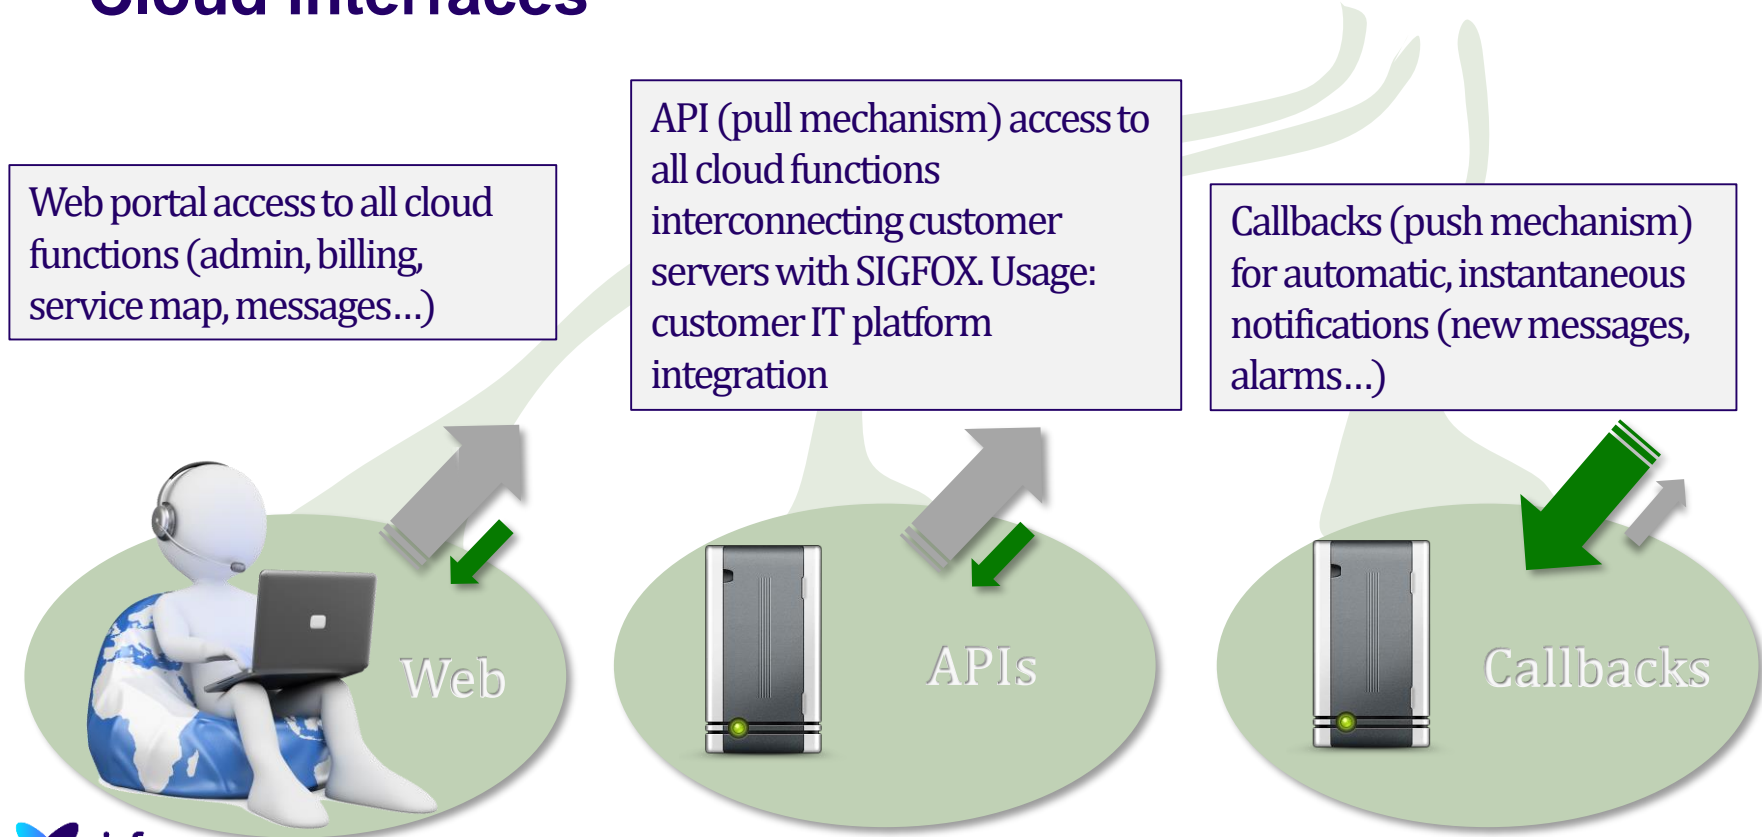 Cloud Interfaces
Web portal access to all cloud
functions (admin, billing,
service map, messages…)
API (pull mechanism) access to
all cloud functions
interconnecting customer
servers with SIGFOX. Usage:
customer IT platform
integration
Callbacks (push mechanism)
for automatic, instantaneous
notifications (new messages,
alarms…)
Web
APIs
Callbacks